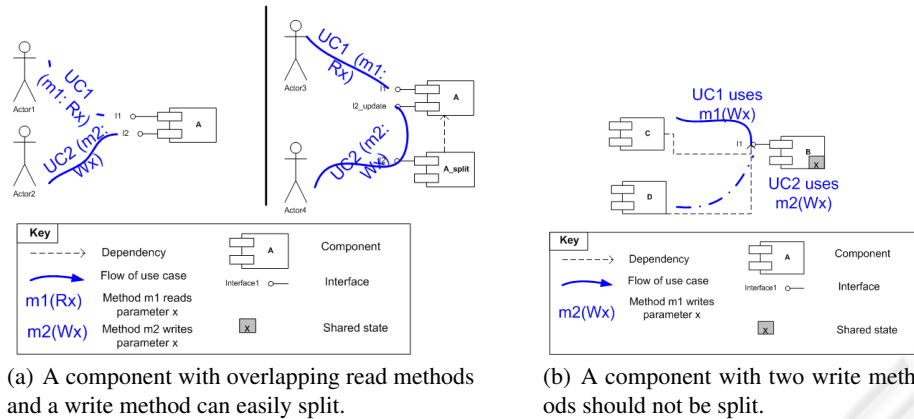 UC1
(m1:
Rx)
Actor1
I1
I2
A
UC2 (m2:
Wx)
Actor2
UC1 (m1:
Rx)
Actor3
I1
I2_update
A
UC2 (m2:
Wx)
A_split
Actor4
Key
Dependency
Flow of use case
m1(Rx)
Method m1 reads
parameter x
m2(Wx)
Method m2 writes
parameter x
A
Component
Interface1
Interface
X
Shared state
(a) A component with overlapping read methods
and a write method can easily split.
UC1 uses
m1(Wx)
C
I1
B
X
D
UC2 uses
m2(Wx)
Key
Dependency
Flow of use case
m2(Wx)
Method m1 writes
parameter x
A
Component
Interface1
Interface
X
Shared state
(b) A component with two write meth-
ods should not be split.